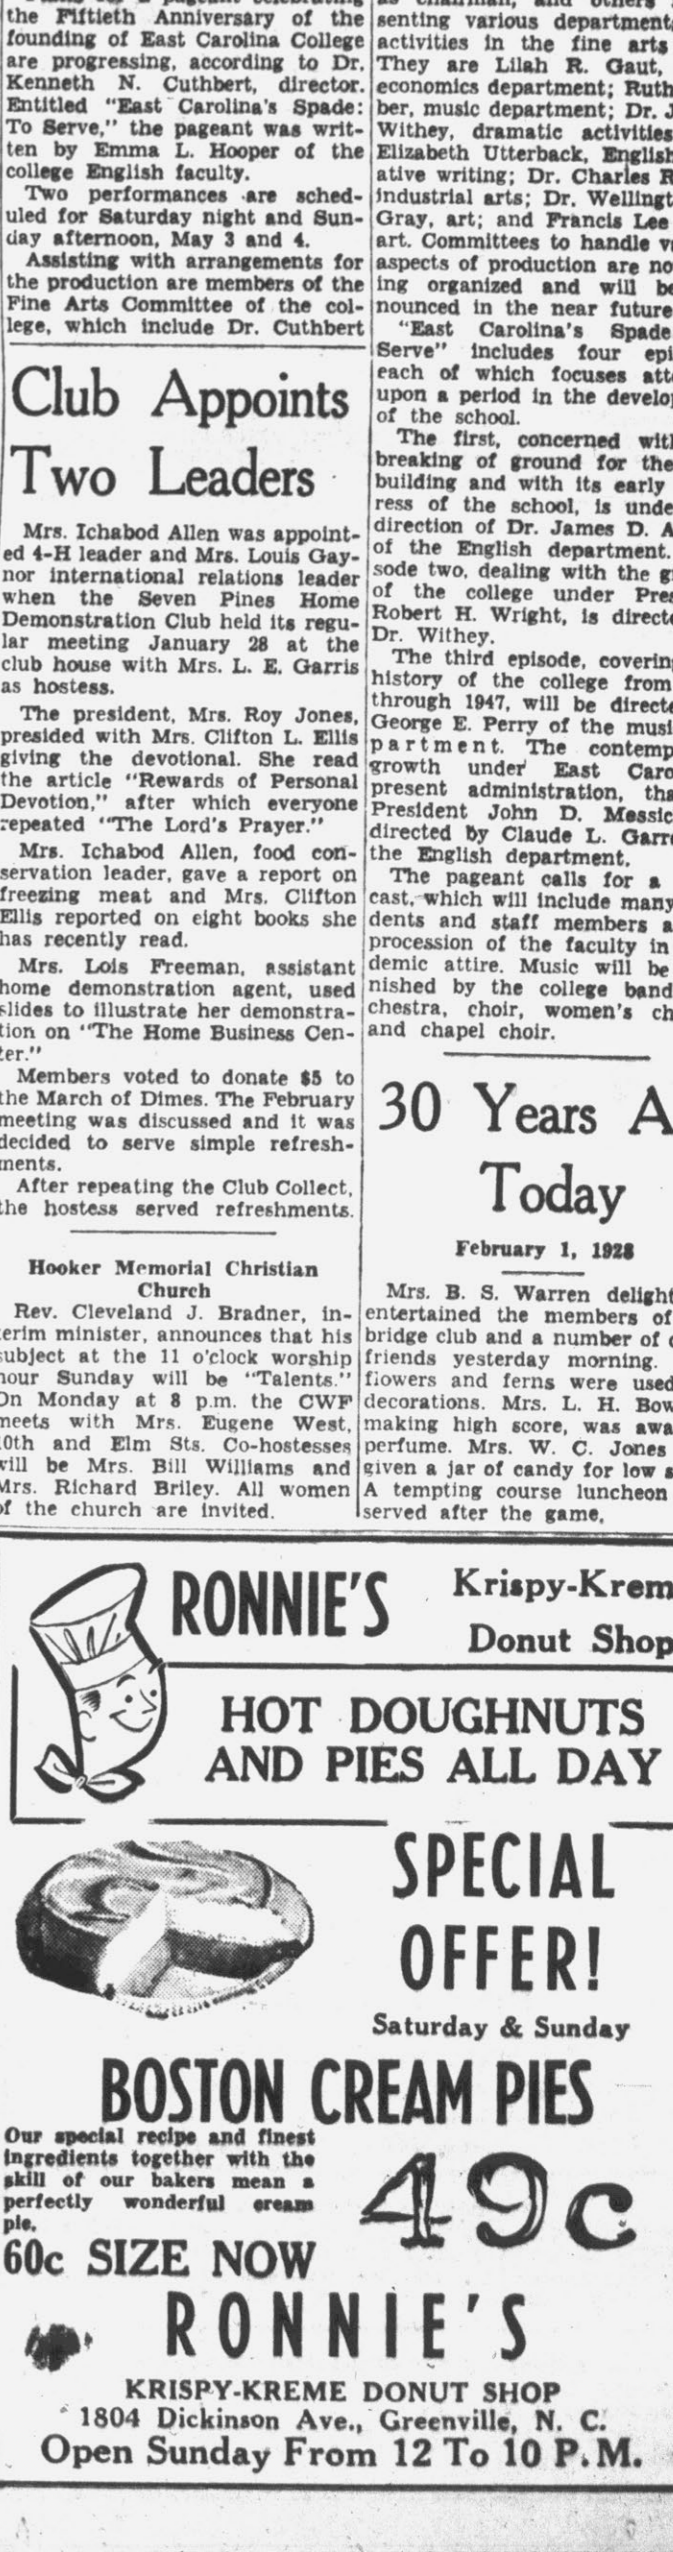 the Fiftieth Anniversary of the
founding of East Carolina College
are progressing, according to Dr.
Kenneth N. Cuthbert, director.
Entitled "East Carolina's Spade:
To Serve," the pageant was writ-
ten by Emma L. Hooper of the
college English faculty.
Two performances are sched-
uled for Saturday night and Sun-
day afternoon, May 3 and 4.
Assisting with arrangements for
the production are members of the
Fine Arts Committee of the col-
lege, which include Dr. Cuthbert
Club Appoints
Two Leaders
Mrs. Ichabod Allen was appoint-
ed 4-H leader and Mrs. Louis Gay-
nor international relations leader
when the Seven Pines Home
Demonstration Club held its regu-
lar meeting January 28 at the
club house with Mrs. L. E. Garris
as hostess.
The president, Mrs. Roy Jones,
presided with Mrs. Clifton L. Ellis
giving the devotional. She read
the article "Rewards of Personal
Devotion," after which everyone
repeated "The Lord's Prayer."
Mrs. Ichabod Allen, food con-
servation leader, gave a report on
freezing meat and Mrs. Clifton
Ellis reported on eight books she
has recently read.
Mrs. Lois Freeman, assistant
home demonstration agent, used
slides to illustrate her demonstra-
tion on "The Home Business Cen-
ter."
Members voted to donate $5 to
the March of Dimes. The February
meeting was discussed and it was
decided to serve simple refresh-
ments.
After repeating the Club Collect,
the hostess served refreshments.
Hooker Memorial Christian
Church
Rev. Cleveland J. Bradner, in-
erim minister, announces that his
subject at the 11 o'clock worship
hour Sunday will be "Talents."
On Monday at 8 p.m. the CWF
meets with Mrs. Eugene West,
10th and Elm Sts. Co-hostesses
will be Mrs. Bill Williams and
Mrs. Richard Briley. All women
of the church are invited.
senting various department
activities in the fine arts
They are Lilah R. Gaut,
economics department; Ruth
ber, music department; Dr. J
Withey, dramatic activities
Elizabeth Utterback, English
ative writing; Dr. Charles R
industrial arts; Dr. Wellingt
Gray, art; and Francis Lee
art. Committees to handle v
aspects of production are no
ing organized and will be
nounced in the near future
"East Carolina's Spade
Serve" includes four epi
each of which focuses att
upon a period in the develo
of the school.
The first, concerned with
breaking of ground for the
building and with its early
ress of the school, is unde
direction of Dr. James D. A
of the English department.
sode two, dealing with the g
of the college under Pres
Robert H. Wright, is direct
Dr. Withey.
The third episode, covering
history of the college from
through 1947, will be direct
George E. Perry of the musi
partment. The contemp
growth under East Caro
present administration, tha
President John D. Messic
directed by Claude L. Garr
the English department.
The pageant calls for a
cast, which will include many
dents and staff members a
procession of the faculty in
demic attire. Music will be
nished by the college band
chestra, choir, women's ch
and chapel choir.
30 Years A
Today
February 1, 1928
Mrs. B. S. Warren delight
entertained the members of
bridge club and a number of
friends yesterday morning.
flowers and ferns were used
decorations. Mrs. L. H. Bow
making high score, was awa
perfume. Mrs. W. C. Jones
given a jar of candy for low s
A tempting course luncheon
served after the game,
RONNIE'S Krispy-Krem
Donut Shop
HOT DOUGHNUTS
AND PIES ALL DAY
SPECIAL
OFFER!
Saturday & Sunday
BOSTON CREAM PIES
Our special recipe and finest
ingredients together with the
skill of our bakers mean a
perfectly wonderful cream
pie.
49c
60c SIZE NOW
RONNIE'S
KRISPY-KREME DONUT SHOP
1804 Dickinson Ave., Greenville, N. C.
Open Sunday From 12 To 10 P.M.